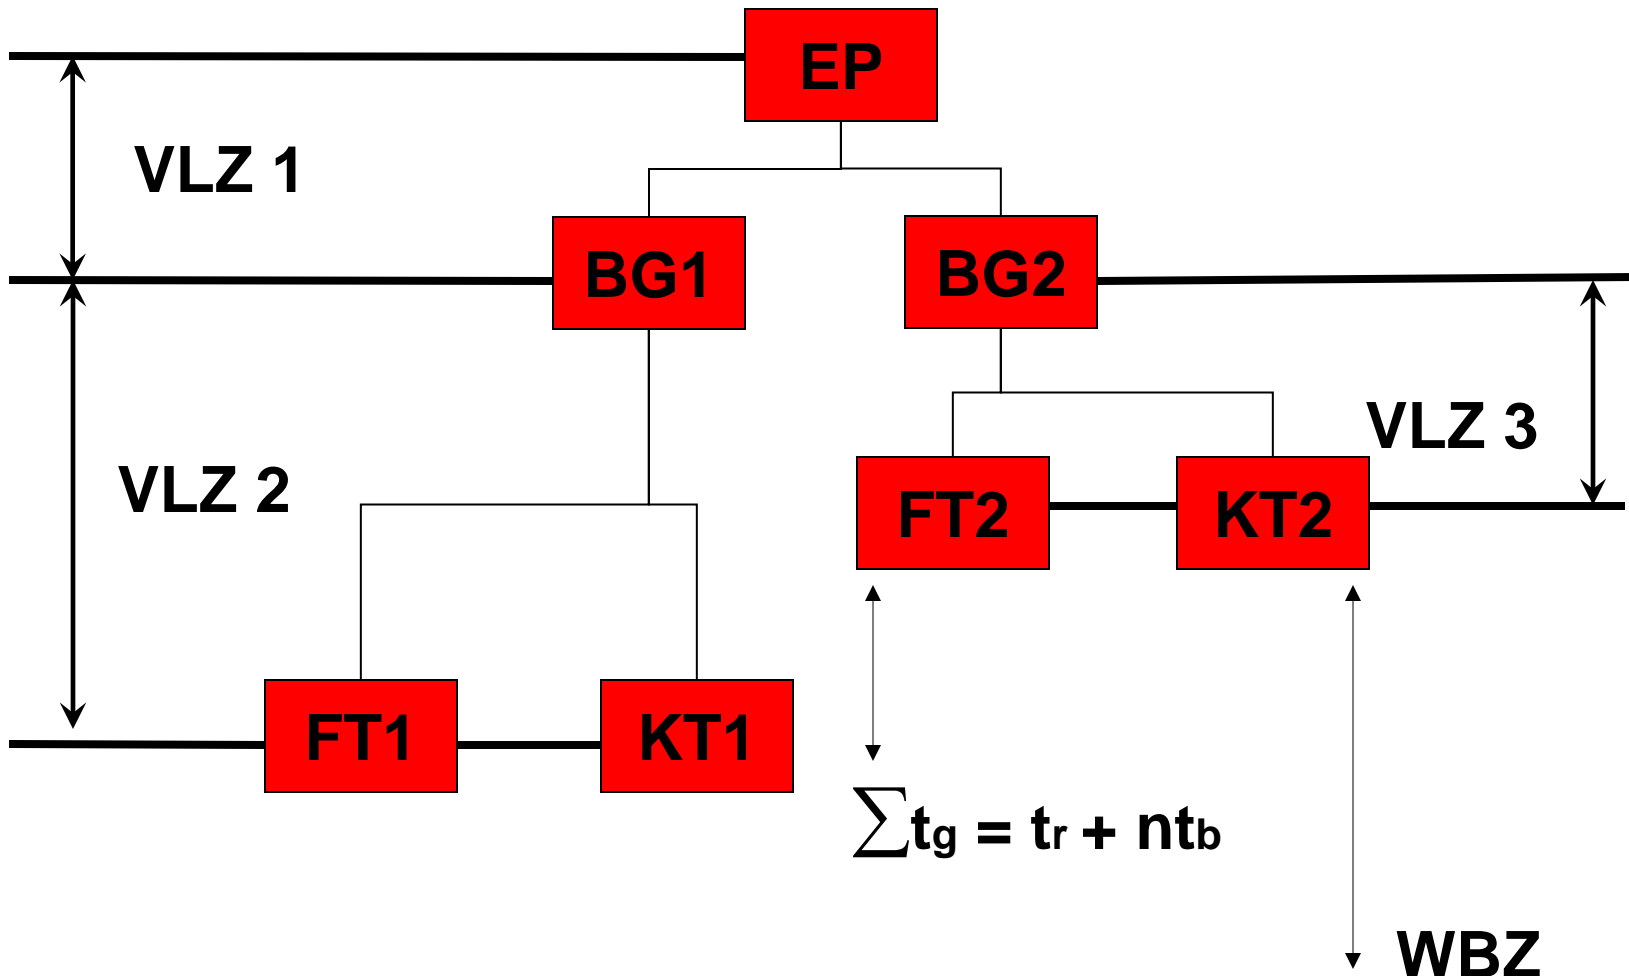 EP
VLZ 1
BG1
BG2
VLZ 3
VLZ 2
FT2
KT2
FT1
KT1
∑tg = tr + ntb
WBZ